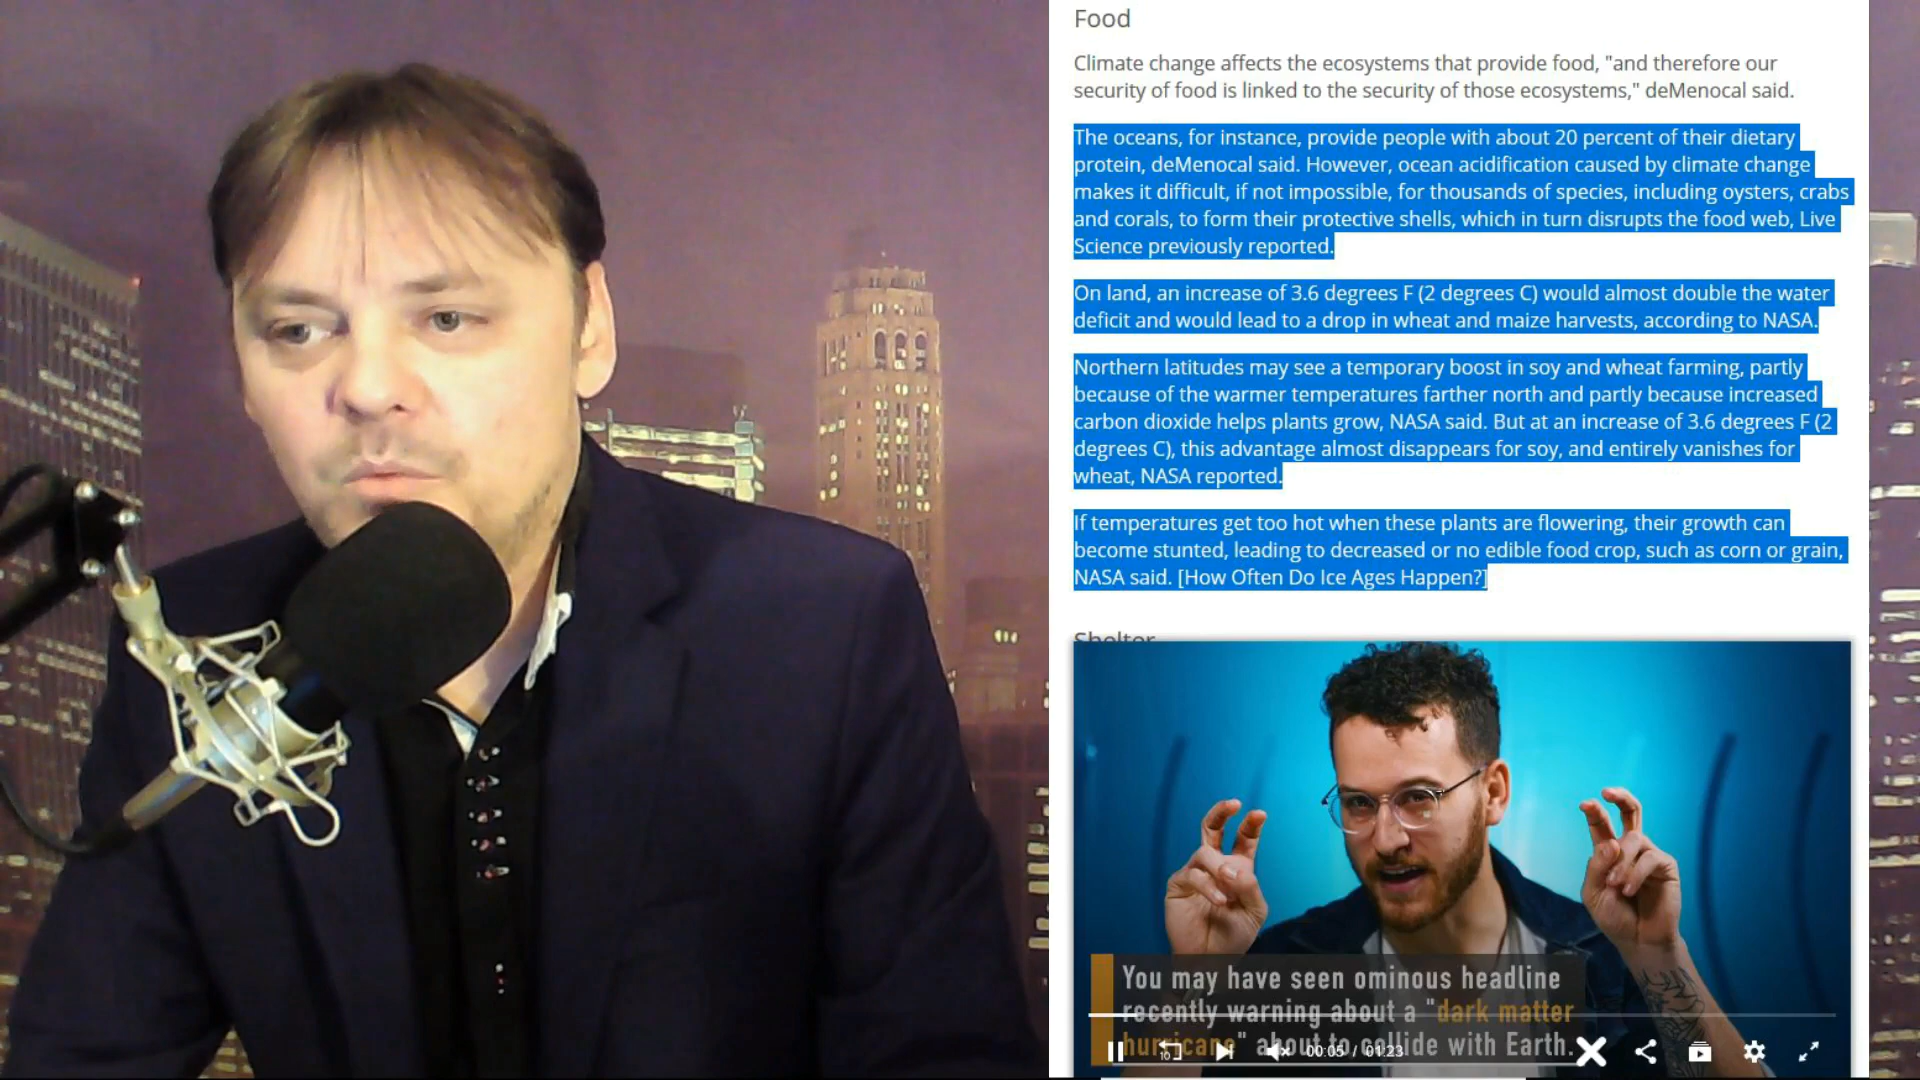 Food
Climate change affects the ecosystems that provide food, "and therefore our
security of food is linked to the security of those ecosystems," deMenocal said.
The oceans, for instance, provide people with about 20 percent of their dietary
protein, deMenocal said. However, ocean acidification caused by climate change
makes it difficult, if not impossible, for thousands of species, including oysters, crabs
and corals, to form their protective shells, which in turn disrupts the food web, Live
Science previously reported.
On land, an increase of 3.6 degrees F (2 degrees C) would almost double the water
deficit and would lead to a drop in wheat and maize harvests, according to NASA.
Northern latitudes may see a temporary boost in soy and wheat farming, partly
because of the warmer temperatures farther north and partly because increased
carbon dioxide helps plants grow, NASA said. But at an increase of 3.6 degrees F (2
degrees C), this advantage almost disappears for soy, and entirely vanishes for
wheat, NASA reported.
If temperatures get too hot when these plants are flowering, their growth can
become stunted, leading to decreased or no edible food crop, such as corn or grain,
NASA said. [How Often Do Ice Ages Happen?]
Shelter
You may have seen ominous headline
recently warning about a "dark matter
hurricane" about to collide with Earth.
10
00:05 / 01:23